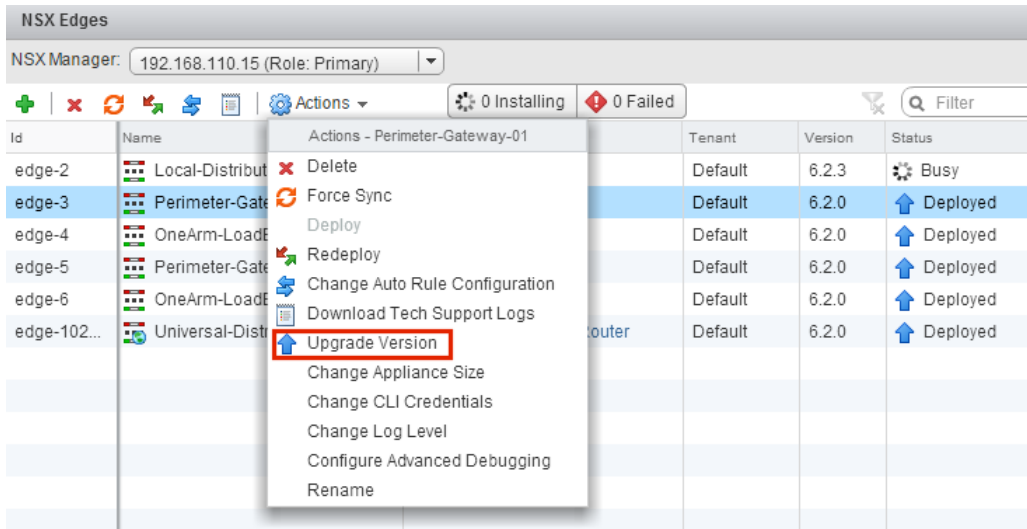 NSX Edges
NSX Manager: 192.168.110.15 (Role: Primary)
Actions 0 Installing 0 Failed Filter
Id Name Tenant Version Status
edge-2 Local-Distribut Default 6.2.3 Busy
edge-3 Perimeter-Gate Default 6.2.0 Deployed
edge-4 OneArm-LoadB Default 6.2.0 Deployed
edge-5 Perimeter-Gate Default 6.2.0 Deployed
edge-6 OneArm-LoadB Default 6.2.0 Deployed
edge-102... Universal-Distr outer Default 6.2.0 Deployed
Actions - Perimeter-Gateway-01
Delete
Force Sync
Deploy
Redeploy
Change Auto Rule Configuration
Download Tech Support Logs
Upgrade Version
Change Appliance Size
Change CLI Credentials
Change Log Level
Configure Advanced Debugging
Rename